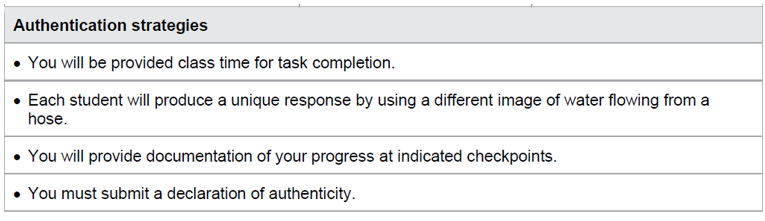 Authentication strategies
• You will be provided class time for task completion.
• Each student will produce a unique response by using a different image of water flowing from a
hose.
• You will provide documentation of your progress at indicated checkpoints.
• You must submit a declaration of authenticity.